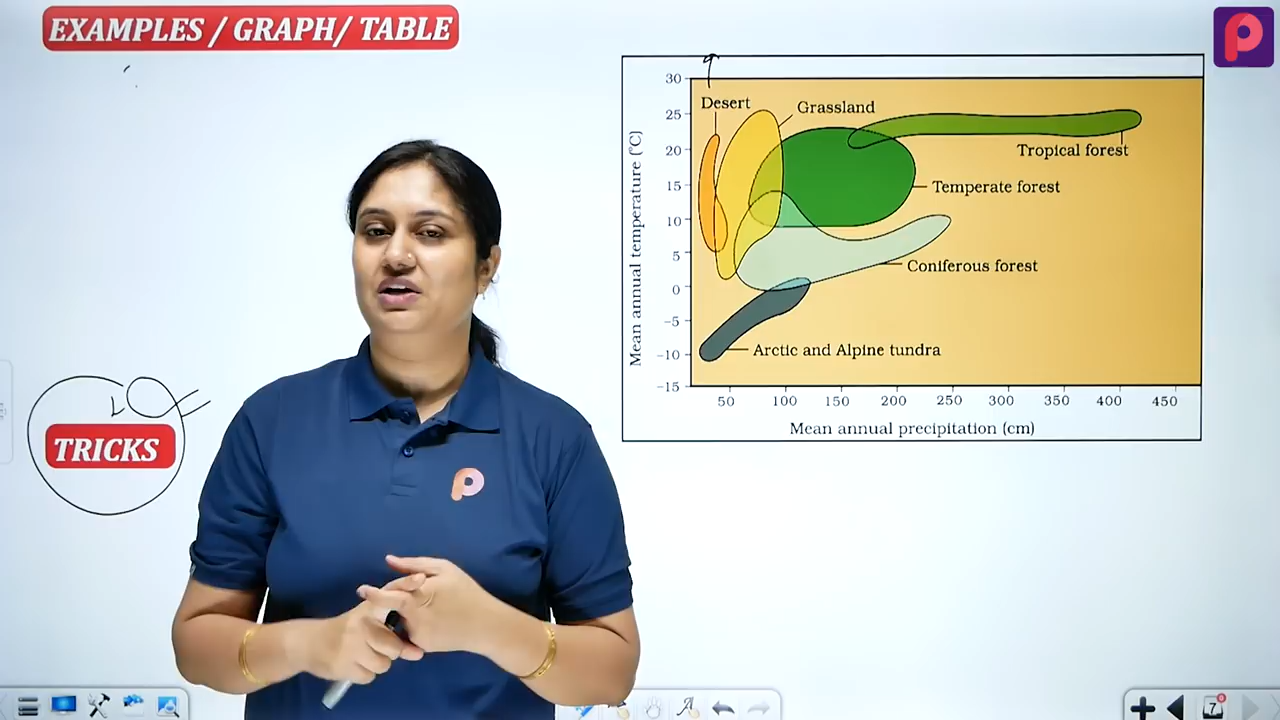 EXAMPLES / GRAPH/ TABLE
30
25
20
15
10
5
0
-5
-10
-15
Mean annual temperature (°C)
Desert
Grassland
Tropical forest
Temperate forest
Coniferous forest
Arctic and Alpine tundra
50 100 150 200 250 300 350 400 450
Mean annual precipitation (cm)
TRICKS
7